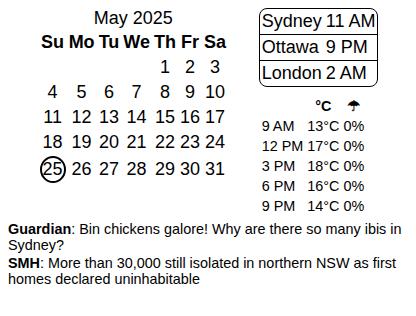 May 2025
Su Mo Tu We Th Fr Sa
1 2 3
4 5 6 7 8 9 10
11 12 13 14 15 16 17
18 19 20 21 22 23 24
25 26 27 28 29 30 31
Sydney 11 AM
Ottawa 9 PM
London 2 AM
°C ☂
9 AM 13°C 0%
12 PM 17°C 0%
3 PM 18°C 0%
6 PM 16°C 0%
9 PM 14°C 0%
Guardian: Bin chickens galore! Why are there so many ibis in
Sydney?
SMH: More than 30,000 still isolated in northern NSW as first
homes declared uninhabitable